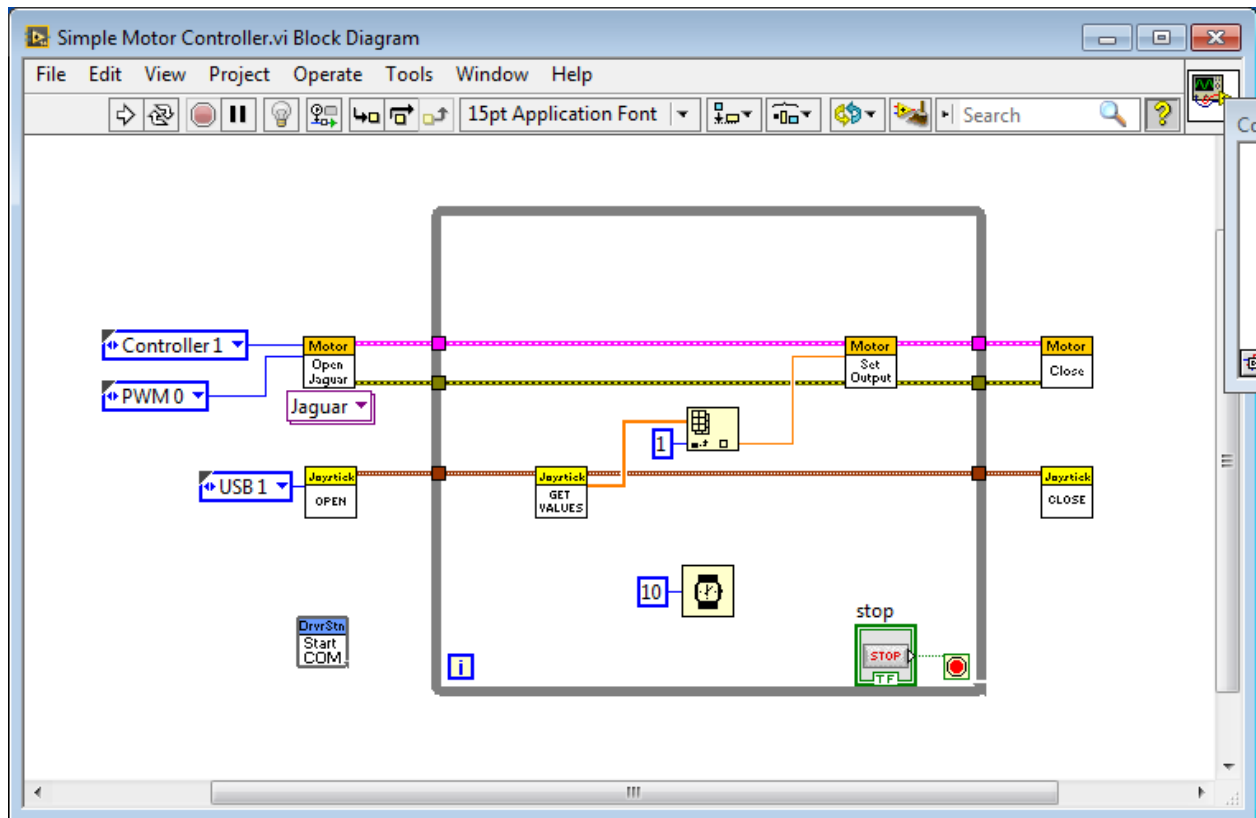 Simple Motor Controller.vi Block Diagram
File Edit View Project Operate Tools Window Help
15pt Application Font Search
Co
Controller 1
Motor
Open
Jaguar
Motor
Set
Output
Motor
Close
PWM 0
Jaguar
1
USB 1
Joystick
OPEN
Joystick
GET
VALUES
Joystick
CLOSE
10
DrvrStn
Start
COM
stop
STOP
TF
i